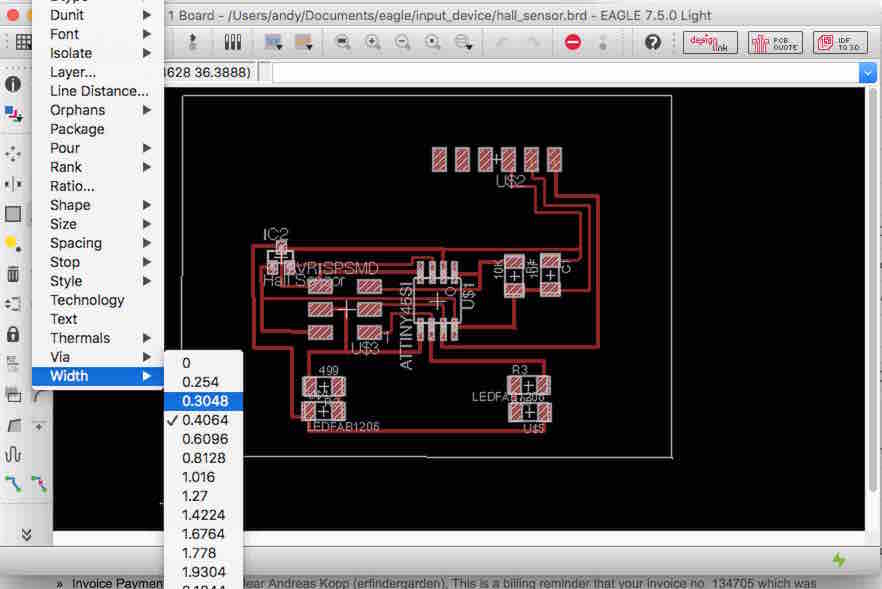 1 Board - /Users/andy/Documents/eagle/input_device/hall_sensor.brd - EAGLE 7.5.0 Light
Dunit
Font
Isolate
Layer...
Line Distance...
Orphans
Package
Pour
Rank
Ratio...
Shape
Size
Spacing
Stop
Style
Technology
Text
Thermals
Via
Width
0
0.254
0.3048
0.4064
0.6096
0.8128
1.016
1.27
1.4224
1.6764
1.778
1.9304
design link
PCB QUOTE
IDF TO 3D
3628 36.3888)
U$2
IC2
VRISPSMD
Hall Sensor
10K
C1
U$1
ATTINY45SI
U$3
1
499
R3
LEDFAB1206
LEDFAB1206
U$5
» Invoice Paymen
ear Andreas Kopp (erfindergarden), This is a billing reminder that your invoice no. 134705 which was